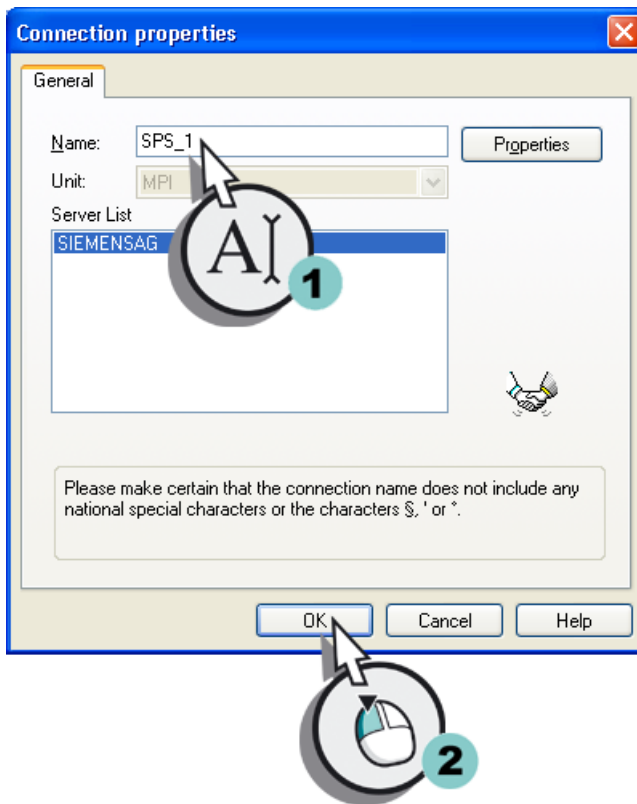 Connection properties
General
Name: SPS_1 Properties
Unit: MPI
Server List
SIEMENSAG
A
1
Please make certain that the connection name does not include any
national special characters or the characters §, ' or ".
OK Cancel Help
2